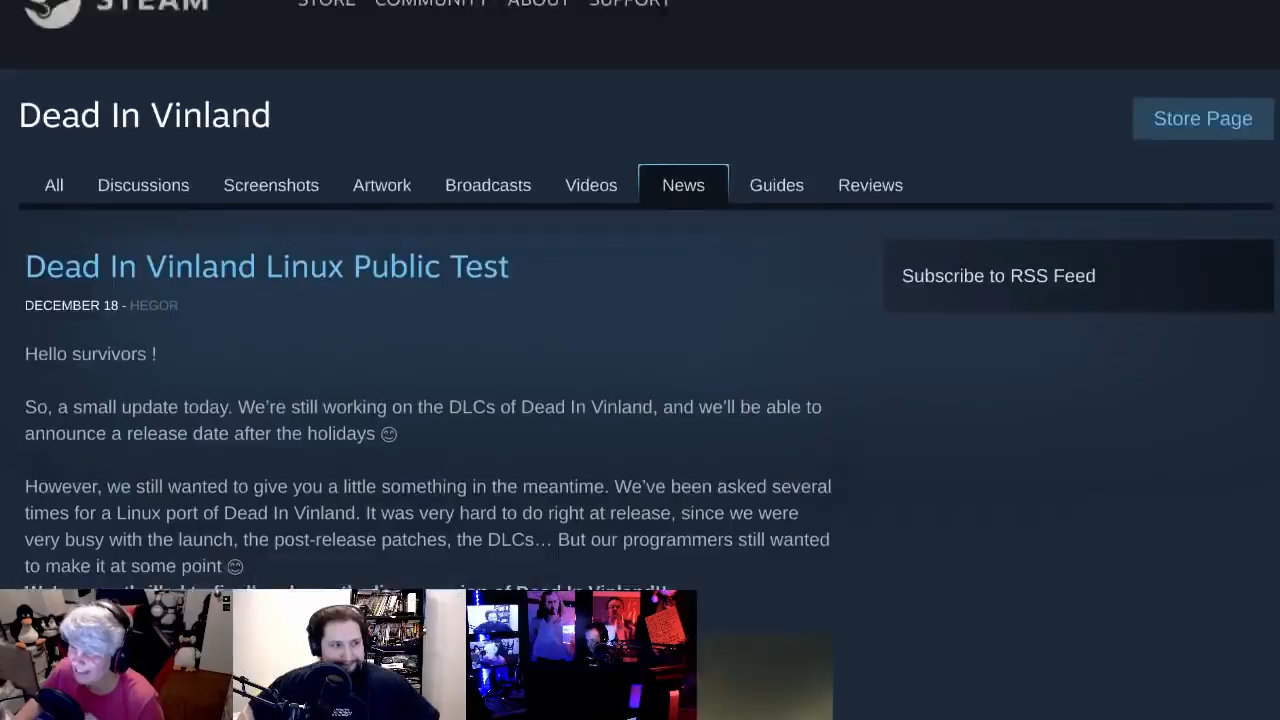 STEAM
STORE COMMUNITY ABOUT SUPPORT
Dead In Vinland
Store Page
All Discussions Screenshots Artwork Broadcasts Videos News Guides Reviews
Dead In Vinland Linux Public Test
DECEMBER 18 - HEGOR
Subscribe to RSS Feed
Hello survivors !
So, a small update today. We’re still working on the DLCs of Dead In Vinland, and we’ll be able to
announce a release date after the holidays 😊
However, we still wanted to give you a little something in the meantime. We’ve been asked several
times for a Linux port of Dead In Vinland. It was very hard to do right at release, since we were
very busy with the launch, the post-release patches, the DLCs… But our programmers still wanted
to make it at some point 😊